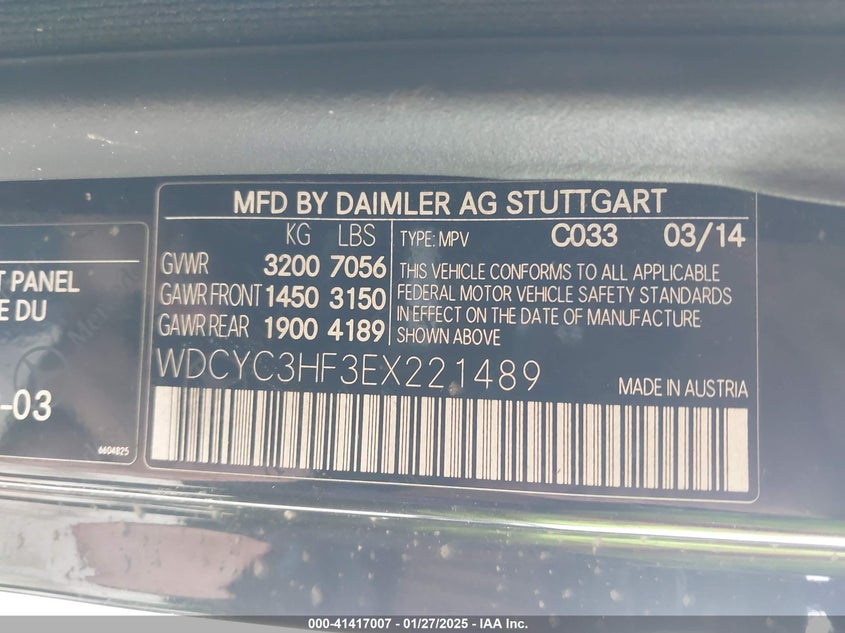 MFD BY DAIMLER AG STUTTGART
KG LBS
GVWR 3200 7056
GAWR FRONT 1450 3150
GAWR REAR 1900 4189
TYPE: MPV C033 03/14
THIS VEHICLE CONFORMS TO ALL APPLICABLE
FEDERAL MOTOR VEHICLE SAFETY STANDARDS
IN EFFECT ON THE DATE OF MANUFACTURE
SHOWN ABOVE
WDCYC3HF3EX221489
MADE IN AUSTRIA
PANEL
DU
-03
6604825
000-41417007 - 01/27/2025 - IAA Inc.